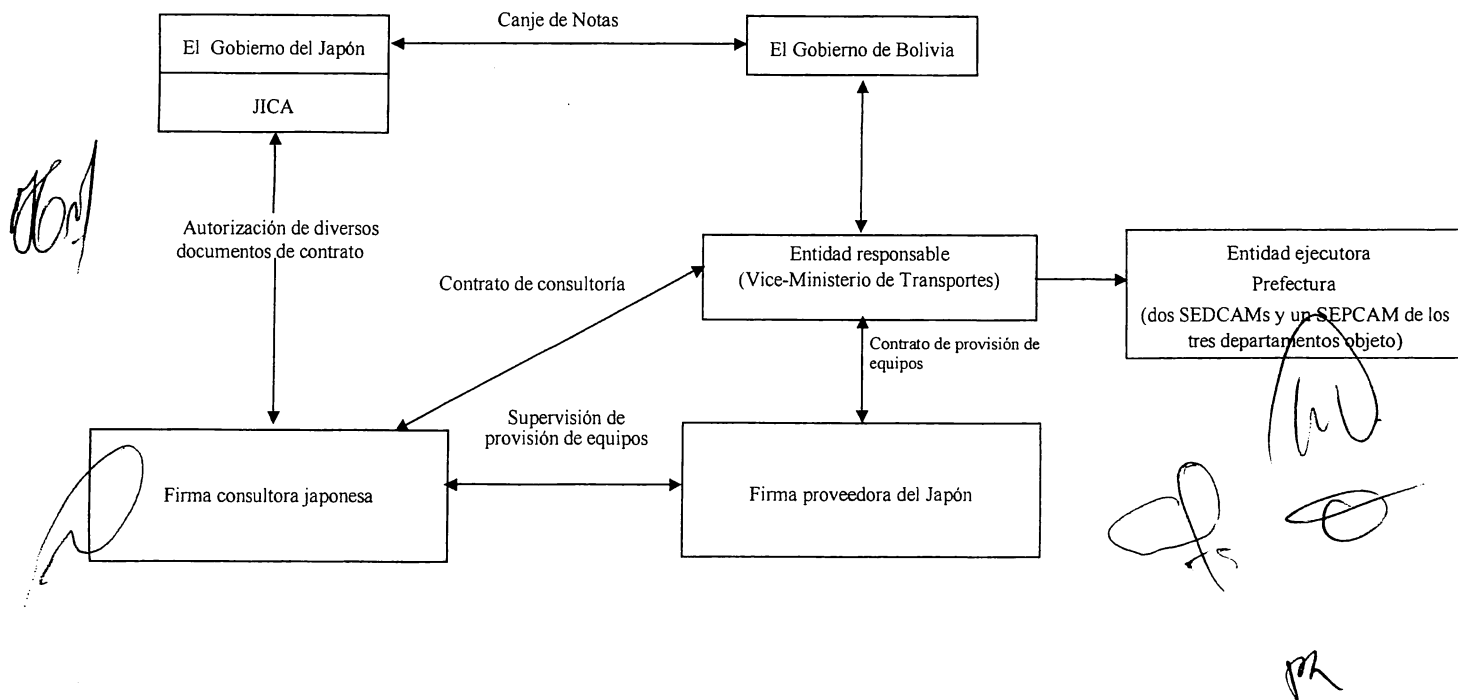 Canje de Notas
El Gobierno del Japón
El Gobierno de Bolivia
JICA
Autorización de diversos
documentos de contrato
Entidad responsable
(Vice-Ministerio de Transportes)
Entidad ejecutora
Prefectura
(dos SEDCAMs y un SEPCAM de los
tres departamentos objeto)
Contrato de consultoría
Contrato de provisión de
equipos
Supervisión de
provisión de equipos
Firma consultora japonesa
Firma proveedora del Japón